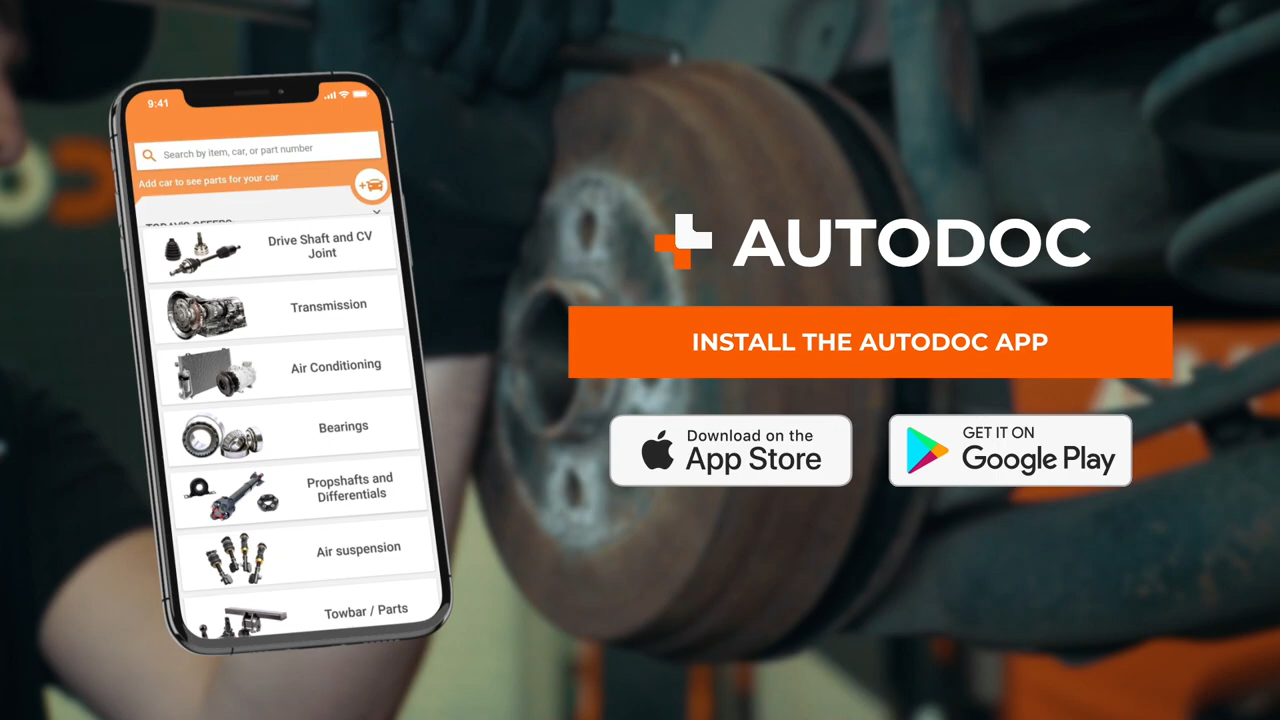 9:41
Search by item, car, or part number
Add car to see parts for your car
TODAY'S OFFERS
Drive Shaft and CV
Joint
Transmission
Air Conditioning
Bearings
Propshafts and
Differentials
Air suspension
Towbar / Parts
AUTODOC
INSTALL THE AUTODOC APP
Download on the
App Store
GET IT ON
Google Play